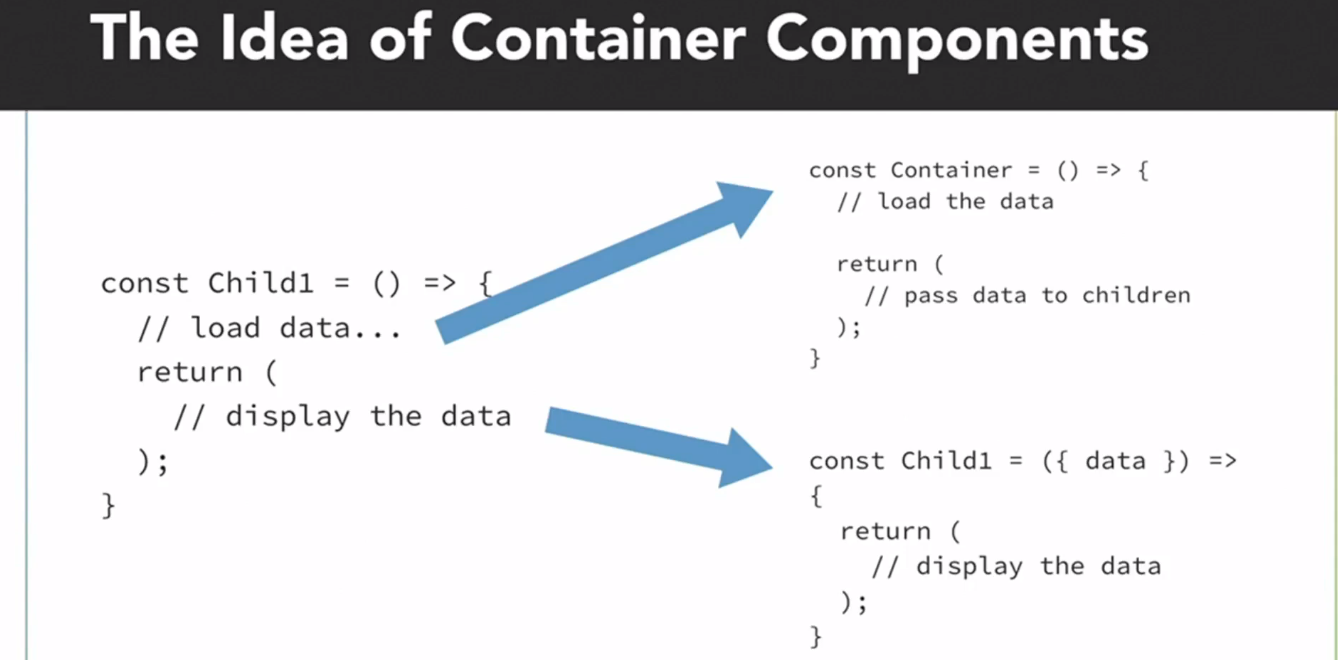 The Idea of Container Components
const Child1 = () => {
// load data...
return (
// display the data
);
}
const Container = () => {
// load the data
return (
// pass data to children
);
}
const Child1 = ({ data }) =>
{
return (
// display the data
);
}